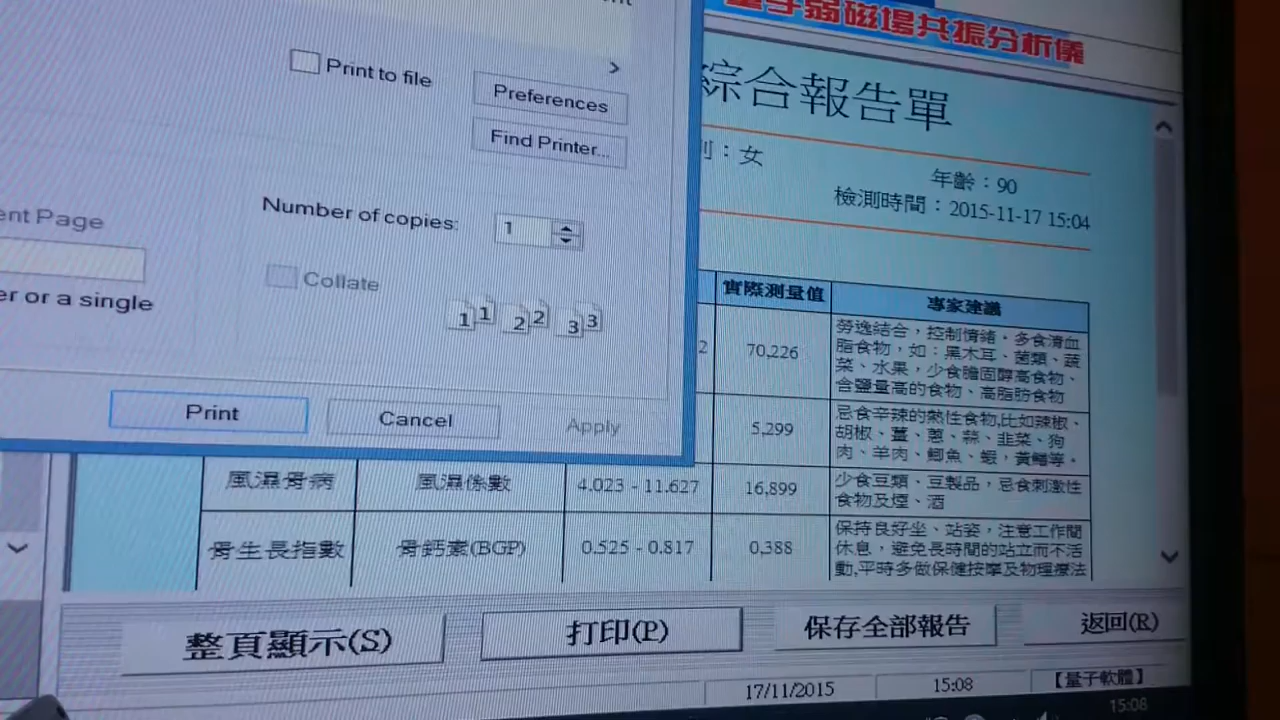 量子弱磁場共振分析儀
Print to file
Preferences
Find Printer...
綜合報告單
別：女
年齡：90
檢測時間：2015-11-17 15:04
ent Page
Number of copies:
1
er or a single
Collate
1 1 2 2 3 3
Print
Cancel
Apply
實際測量值
專家建議
2
70.226
勞逸結合，控制情緒。多食清血
脂食物，如：黑木耳、菌類、蔬
菜、水果，少食膽固醇高食物、
含鹽量高的食物、高脂肪食物
5.299
忌食辛辣的熱性食物,比如辣椒、
胡椒、薑、蔥、蒜、韭菜、狗
肉、羊肉、鯽魚、蝦，黃鱔等。
風濕骨病
風濕係數
4.023 - 11.627
16.899
少食豆類、豆製品，忌食刺激性
食物及煙、酒
骨生長指數
骨鈣素(BGP)
0.525 - 0.817
0.388
保持良好坐、站姿，注意工作間
休息，避免長時間的站立而不活
動,平時多做保健按摩及物理療法
整頁顯示(S)
打印(P)
保存全部報告
返回(R)
17/11/2015
15:08
【量子軟體】
15:08